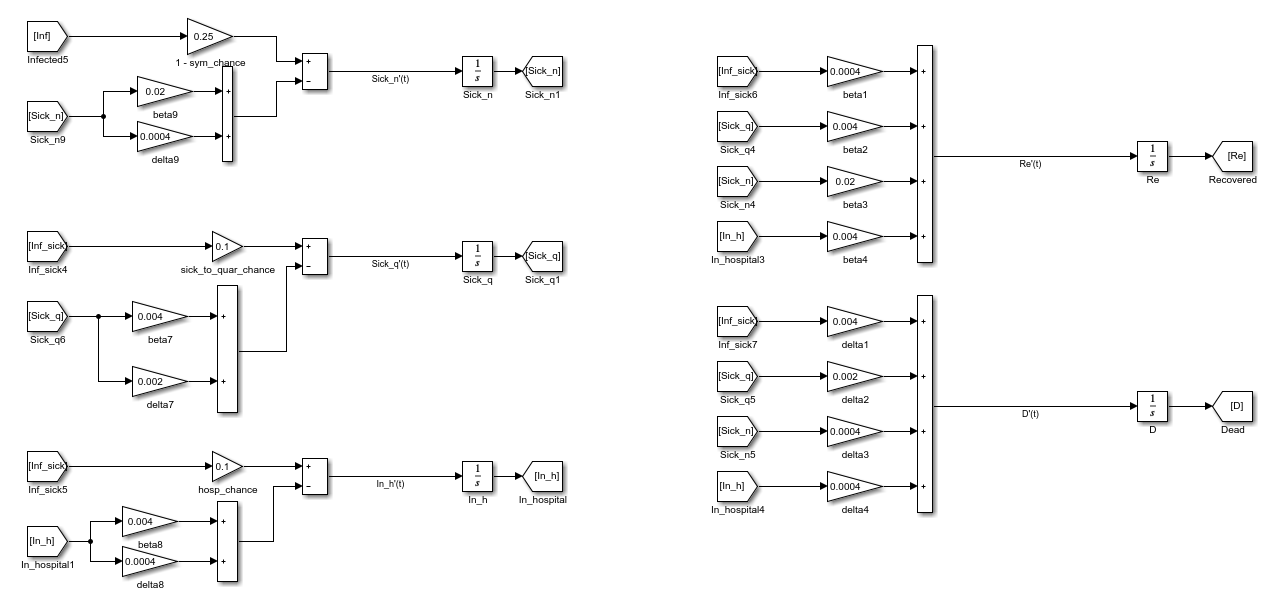 [Inf]
Infected5
0.25
1 - sym_chance
+
−
Sick_n'(t)
1
s
Sick_n
[Sick_n]
Sick_n1
[Sick_n]
Sick_n9
0.02
beta9
0.0004
delta9
+
+
[Inf_sick]
Inf_sick4
0.1
sick_to_quar_chance
+
−
Sick_q'(t)
1
s
Sick_q
[Sick_q]
Sick_q1
[Sick_q]
Sick_q6
0.004
beta7
0.002
delta7
+
+
[Inf_sick]
Inf_sick5
0.1
hosp_chance
+
−
In_h'(t)
1
s
In_h
[In_h]
In_hospital
[In_h]
In_hospital1
0.004
beta8
0.0004
delta8
+
+
[Inf_sick]
Inf_sick6
0.0004
beta1
+
[Sick_q]
Sick_q4
0.004
beta2
+
[Sick_n]
Sick_n4
0.02
beta3
+
[In_h]
In_hospital3
0.004
beta4
+
Re'(t)
1
s
Re
[Re]
Recovered
[Inf_sick]
Inf_sick7
0.004
delta1
+
[Sick_q]
Sick_q5
0.002
delta2
+
[Sick_n]
Sick_n5
0.0004
delta3
+
[In_h]
In_hospital4
0.0004
delta4
+
D'(t)
1
s
D
[D]
Dead